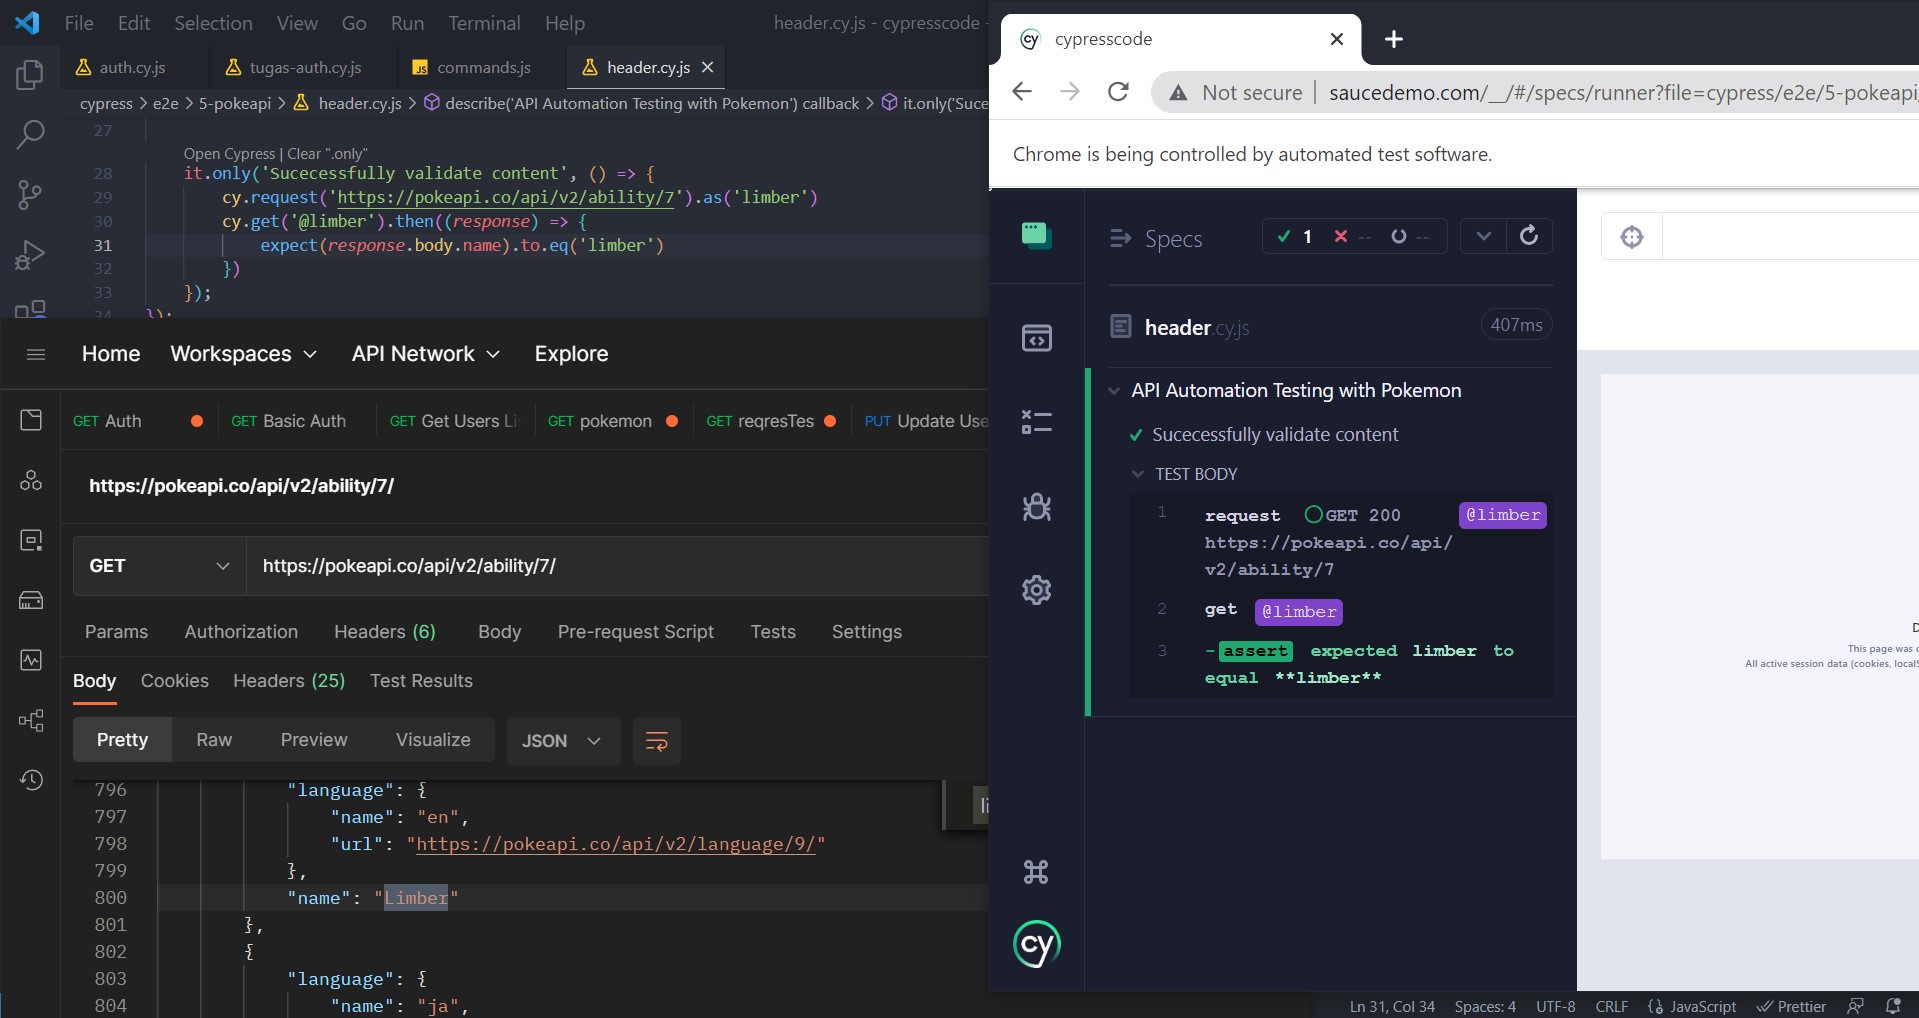 File Edit Selection View Go Run Terminal Help header.cy.js - cypresscode -
auth.cy.js tugas-auth.cy.js JS commands.js header.cy.js
cypress > e2e > 5-pokeapi > header.cy.js > describe('API Automation Testing with Pokemon') callback > it.only('Suce
27
Open Cypress | Clear ".only"
28 it.only('Sucecessfully validate content', () => {
29 cy.request('https://pokeapi.co/api/v2/ability/7').as('limber')
30 cy.get('@limber').then((response) => {
31 expect(response.body.name).to.eq('limber')
32 })
33 });
34 });
Home Workspaces API Network Explore
GET Auth GET Basic Auth GET Get Users Li GET pokemon GET reqresTes PUT Update Use
https://pokeapi.co/api/v2/ability/7/
GET https://pokeapi.co/api/v2/ability/7/
Params Authorization Headers (6) Body Pre-request Script Tests Settings
Body Cookies Headers (25) Test Results
Pretty Raw Preview Visualize JSON
796 "language": {
797 "name": "en",
798 "url": "https://pokeapi.co/api/v2/language/9/"
799 },
800 "name": "Limber"
801 },
802 {
803 "language": {
804 "name": "ja",
li
cy cypresscode
Not secure saucedemo.com/__/#/specs/runner?file=cypress/e2e/5-pokeapi
Chrome is being controlled by automated test software.
Specs 1 -- --
header.cy.js 407ms
API Automation Testing with Pokemon
Sucecessfully validate content
TEST BODY
1 request GET 200 @limber
https://pokeapi.co/api/
v2/ability/7
2 get @limber
3 -assert expected limber to
equal **limber**
cy
D
This page was c
All active session data (cookies, localS
Ln 31, Col 34 Spaces: 4 UTF-8 CRLF {} JavaScript Prettier